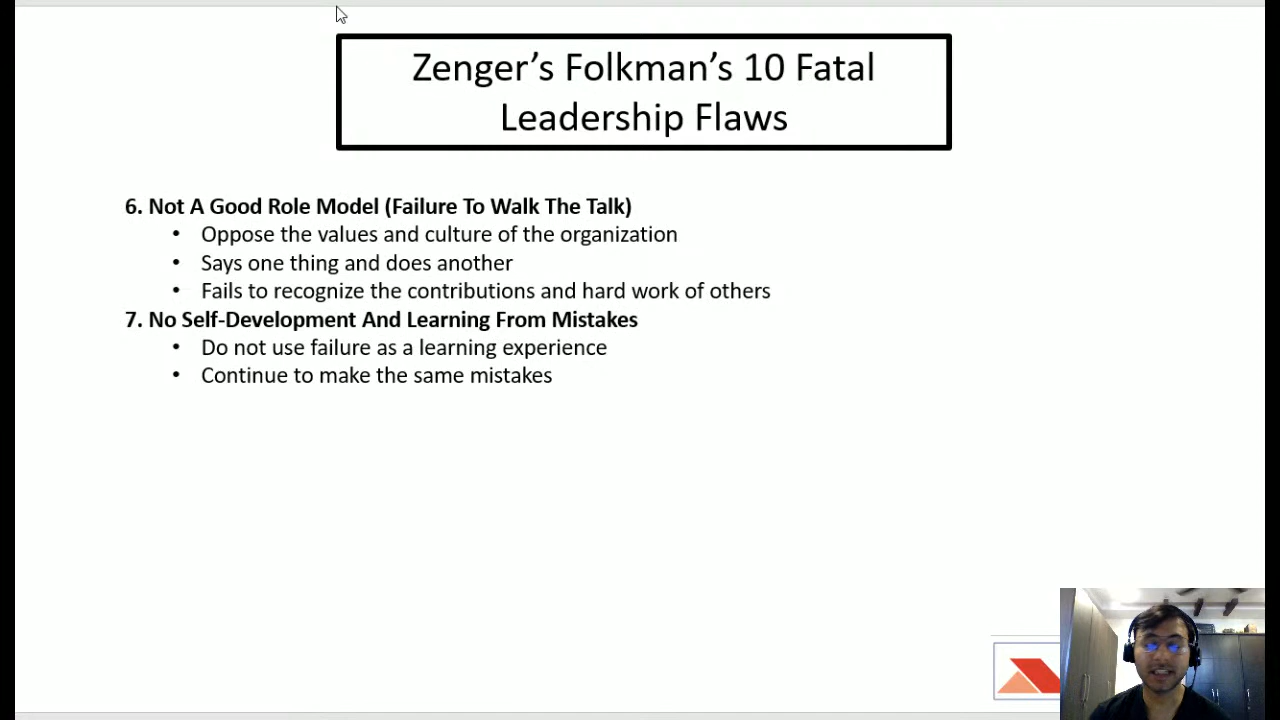 Zenger’s Folkman’s 10 Fatal
Leadership Flaws
6. Not A Good Role Model (Failure To Walk The Talk)
• Oppose the values and culture of the organization
• Says one thing and does another
• Fails to recognize the contributions and hard work of others
7. No Self-Development And Learning From Mistakes
• Do not use failure as a learning experience
• Continue to make the same mistakes